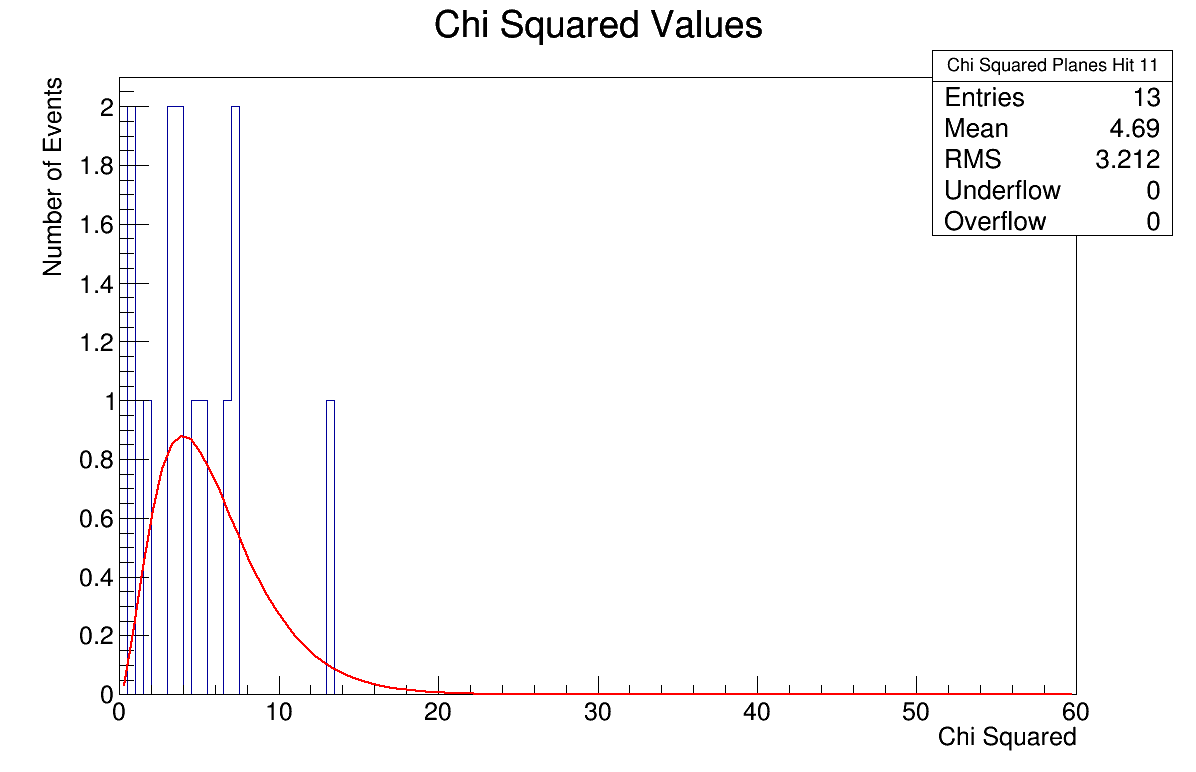 Chi Squared Values
Chi Squared Planes Hit 11
Entries 13
Mean 4.69
RMS 3.212
Underflow 0
Overflow 0
Number of Events
2
1.8
1.6
1.4
1.2
1
0.8
0.6
0.4
0.2
0
0 10 20 30 40 50 60
Chi Squared